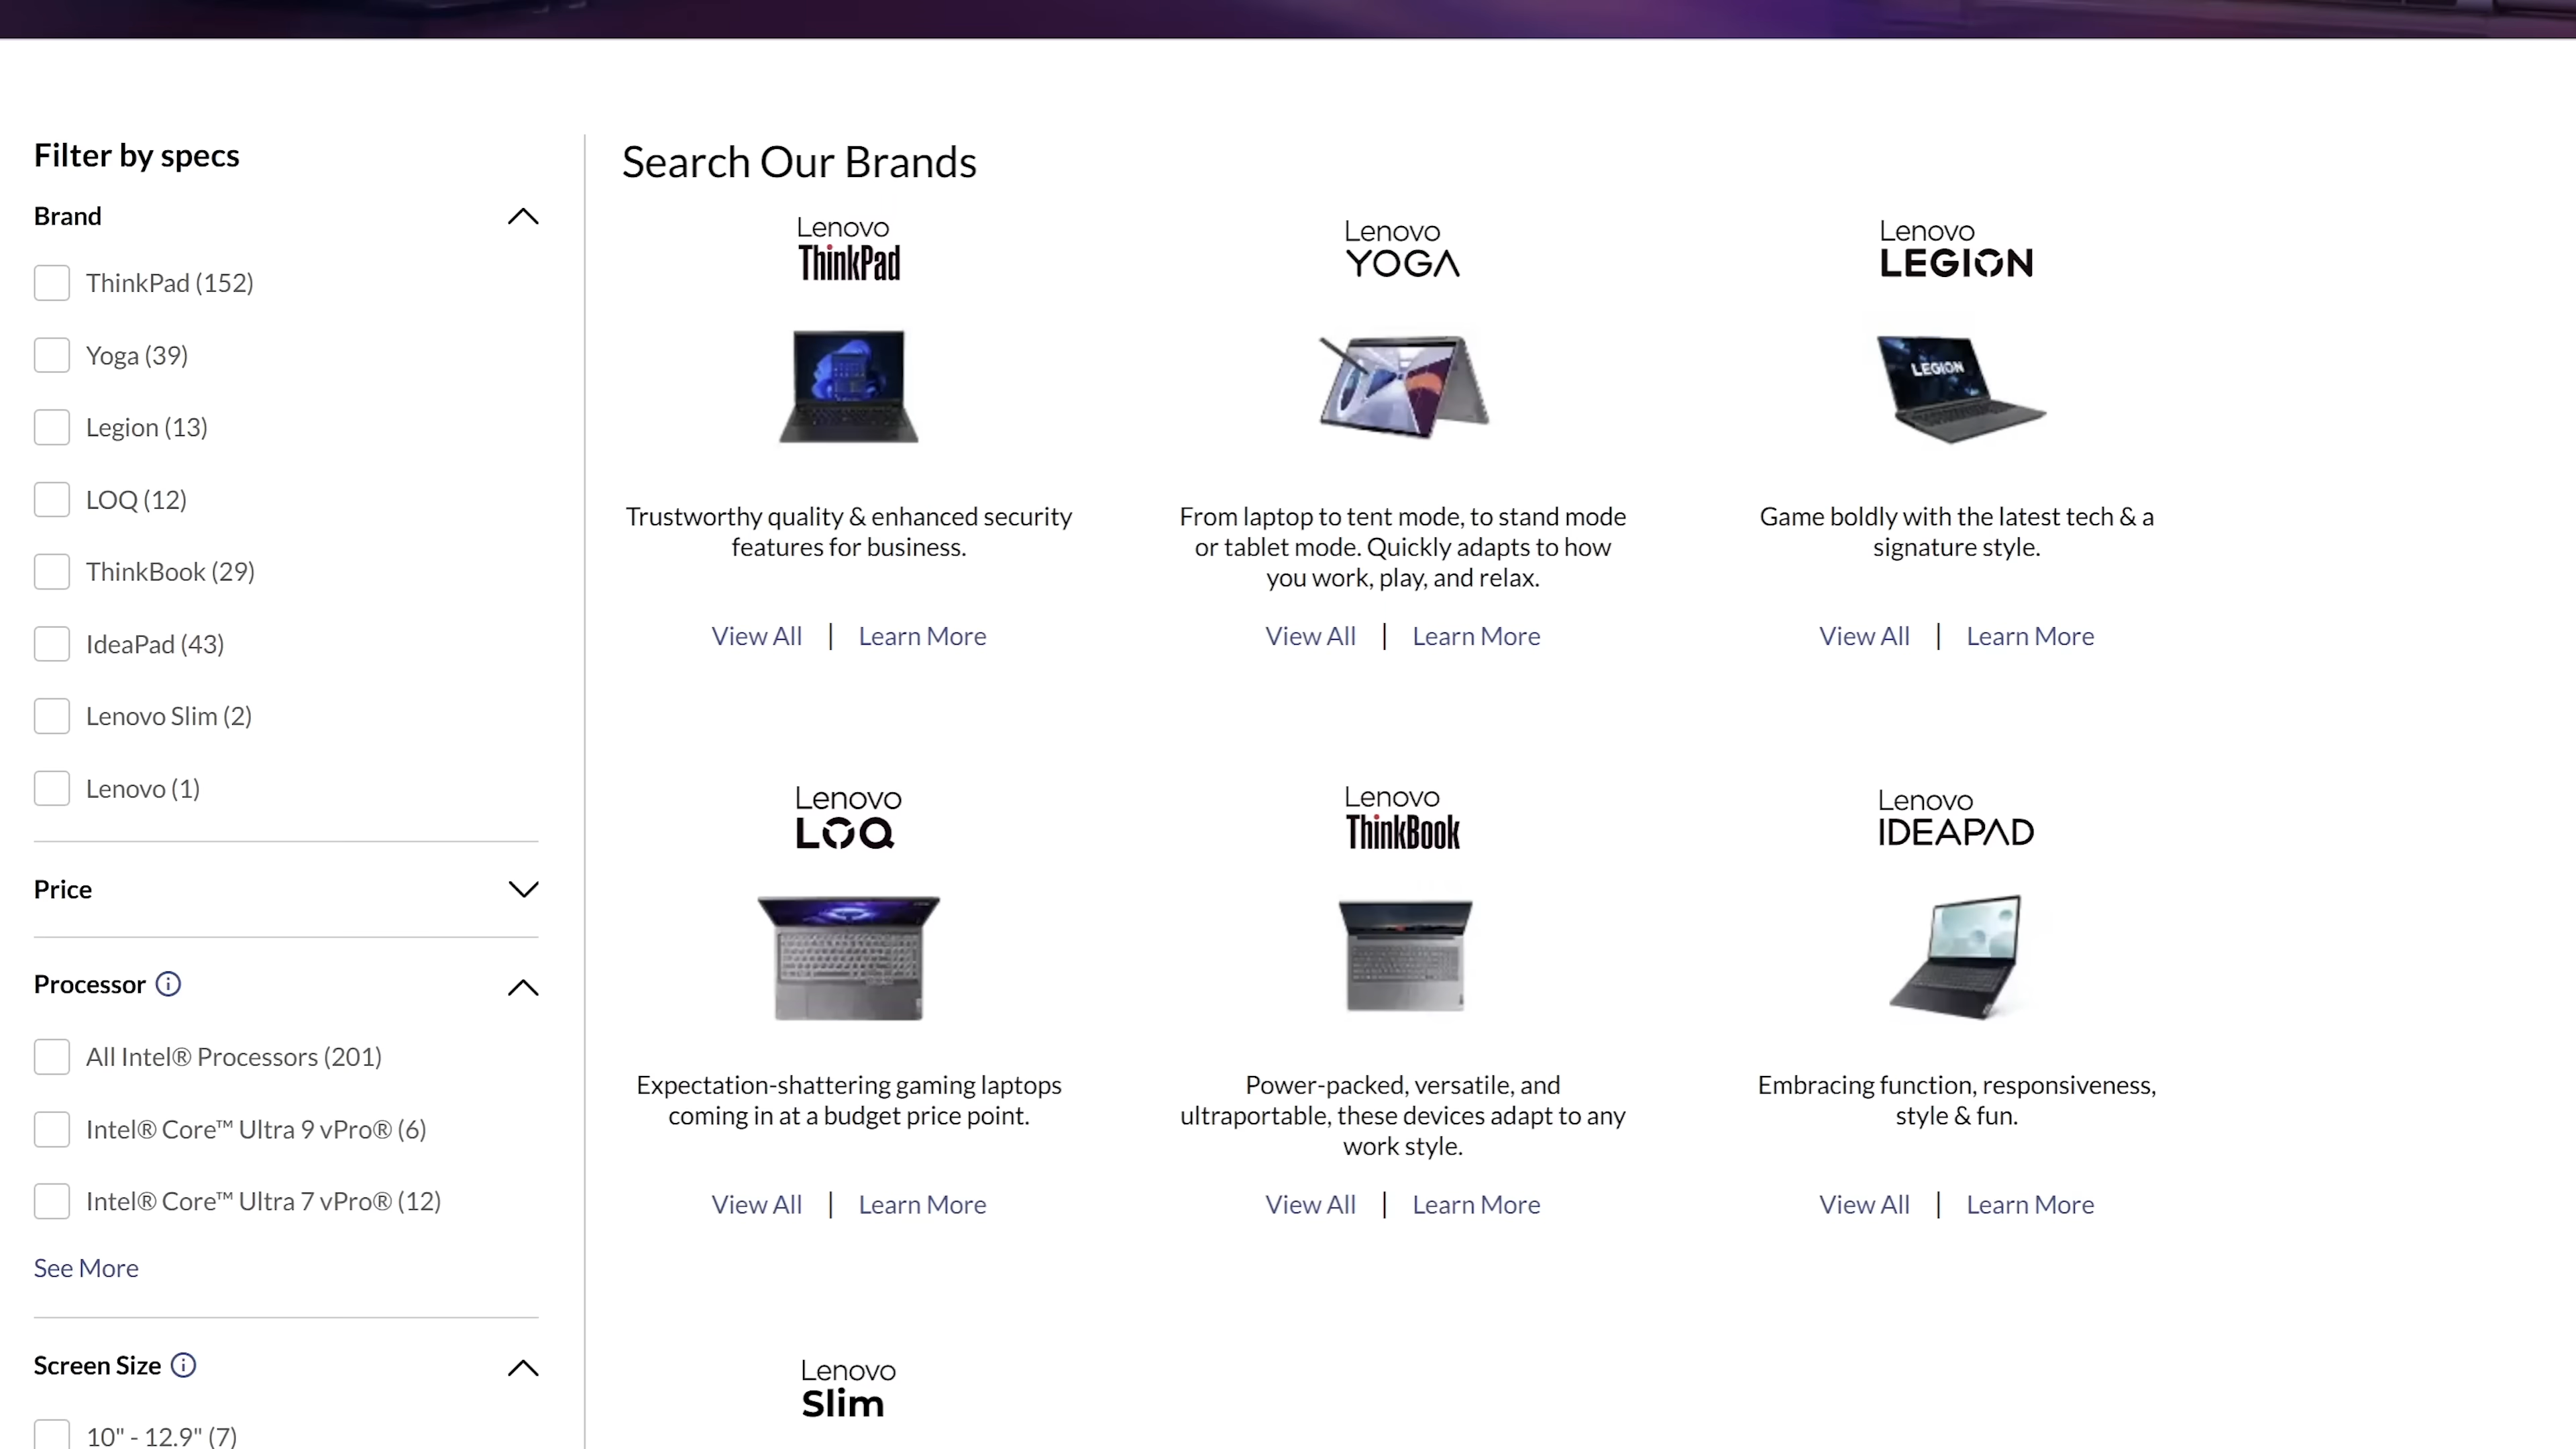 Filter by specs
Brand
ThinkPad (152)
Yoga (39)
Legion (13)
LOQ (12)
ThinkBook (29)
IdeaPad (43)
Lenovo Slim (2)
Lenovo (1)
Price
Processor
All Intel® Processors (201)
Intel® Core™ Ultra 9 vPro® (6)
Intel® Core™ Ultra 7 vPro® (12)
See More
Screen Size
10" - 12.9" (7)
Search Our Brands
Lenovo
ThinkPad
Trustworthy quality & enhanced security
features for business.
View All | Learn More
Lenovo
YOGA
From laptop to tent mode, to stand mode
or tablet mode. Quickly adapts to how
you work, play, and relax.
View All | Learn More
Lenovo
LEGION
LEGION
Game boldly with the latest tech & a
signature style.
View All | Learn More
Lenovo
LOQ
Expectation-shattering gaming laptops
coming in at a budget price point.
View All | Learn More
Lenovo
ThinkBook
Power-packed, versatile, and
ultraportable, these devices adapt to any
work style.
View All | Learn More
Lenovo
IDEAPAD
Embracing function, responsiveness,
style & fun.
View All | Learn More
Lenovo
Slim